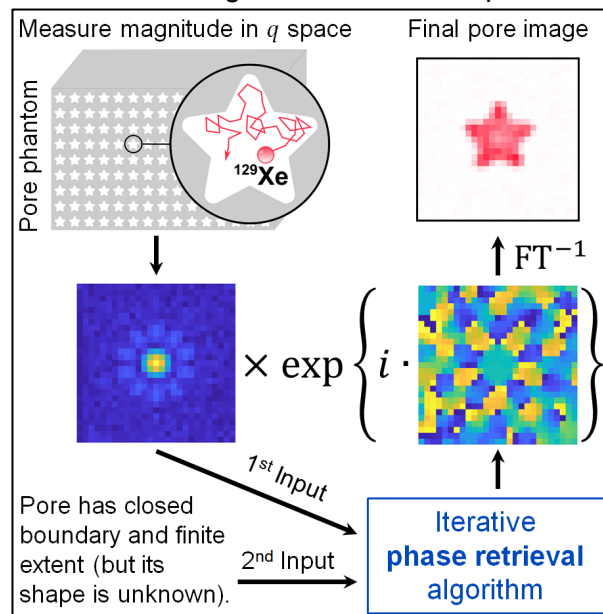 Measure magnitude in q space
Final pore image
Pore phantom
¹²⁹Xe
FT⁻¹
× exp { i · }
1ˢᵗ Input
Pore has closed
boundary and finite
extent (but its
shape is unknown).
2ⁿᵈ Input
Iterative
phase retrieval
algorithm